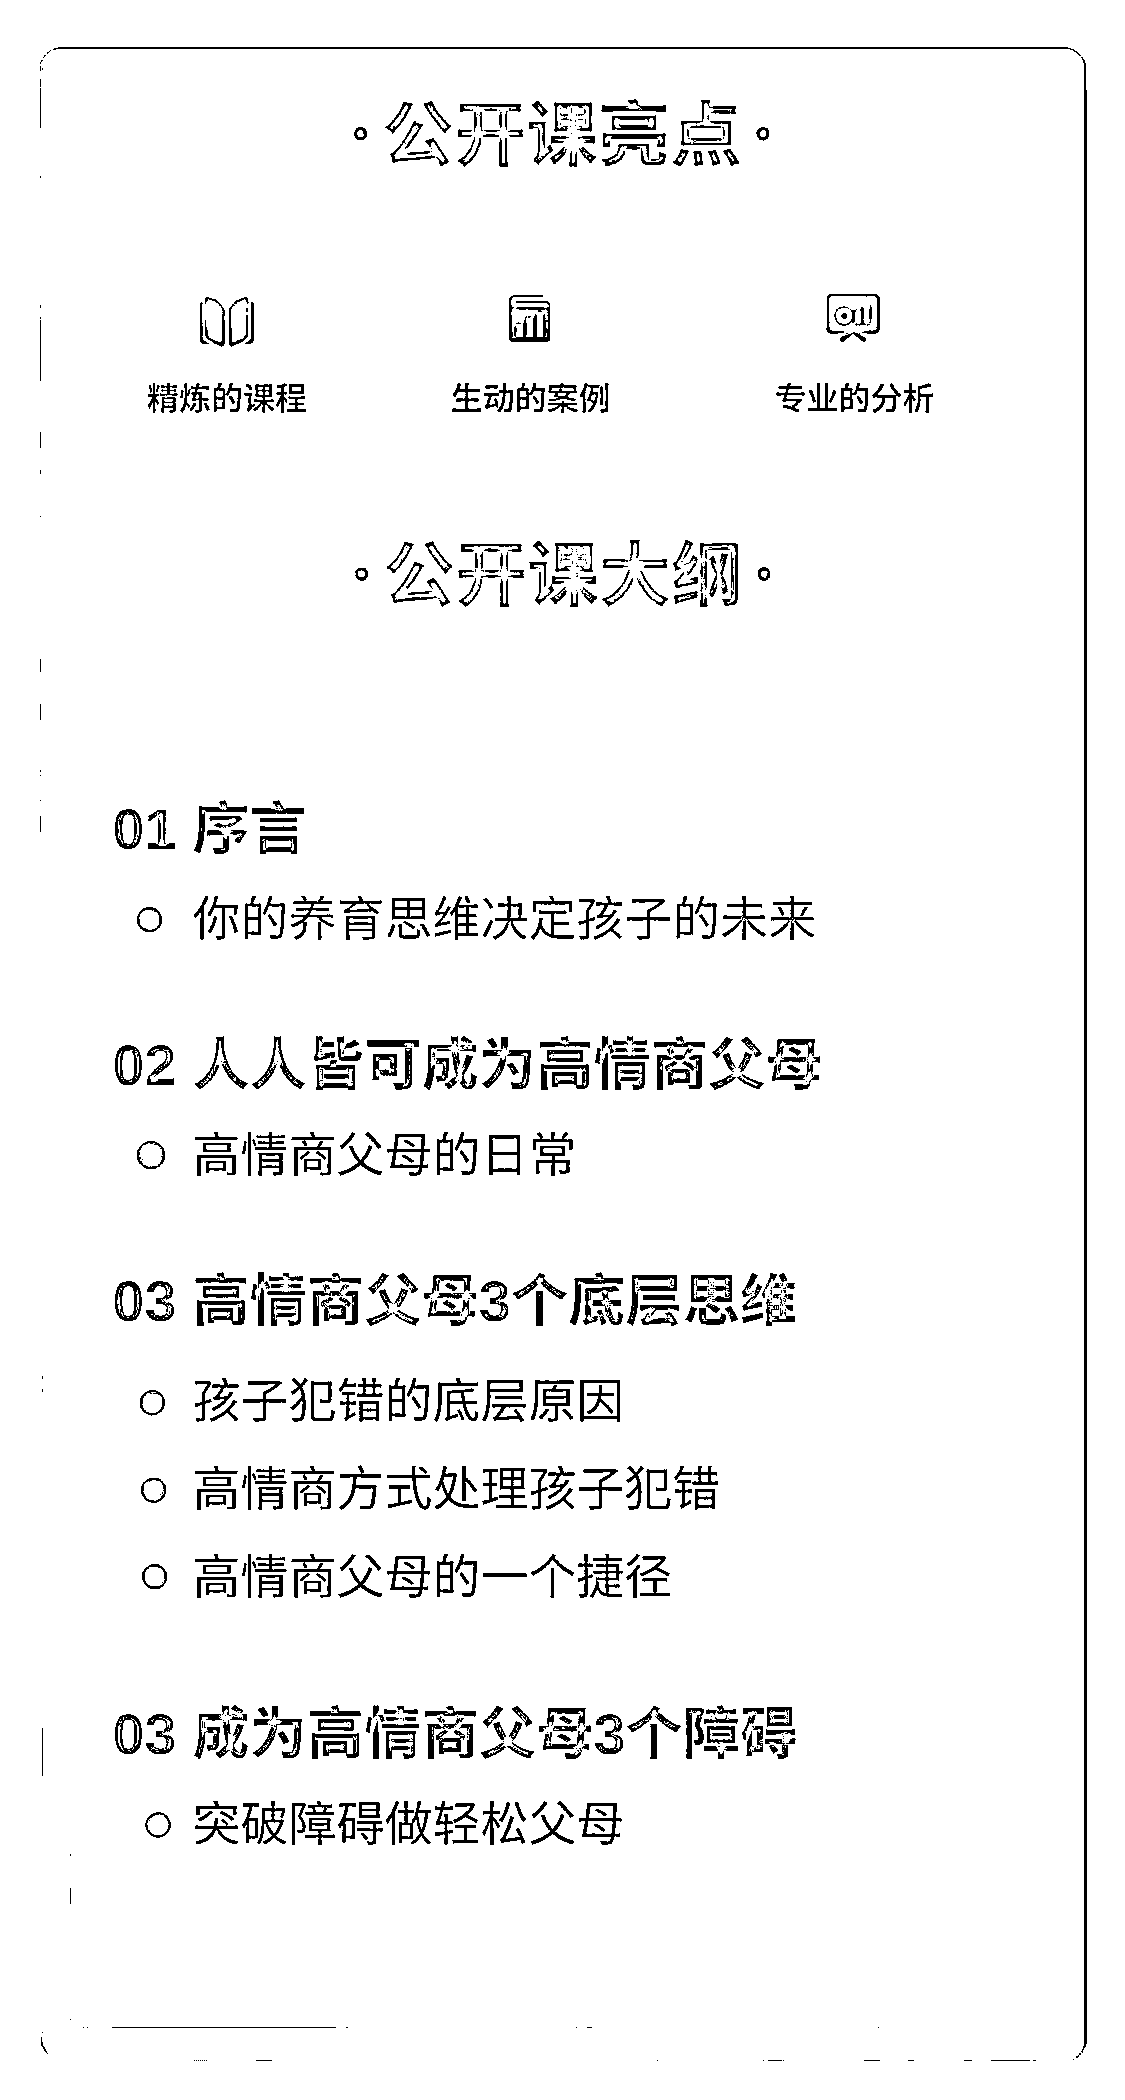 ·公开课亮点·
精炼的课程 生动的案例 专业的分析
·公开课大纲·
01 序言
○ 你的养育思维决定孩子的未来
02 人人皆可成为高情商父母
○ 高情商父母的日常
03 高情商父母3个底层思维
○ 孩子犯错的底层原因
○ 高情商方式处理孩子犯错
○ 高情商父母的一个捷径
03 成为高情商父母3个障碍
○ 突破障碍做轻松父母